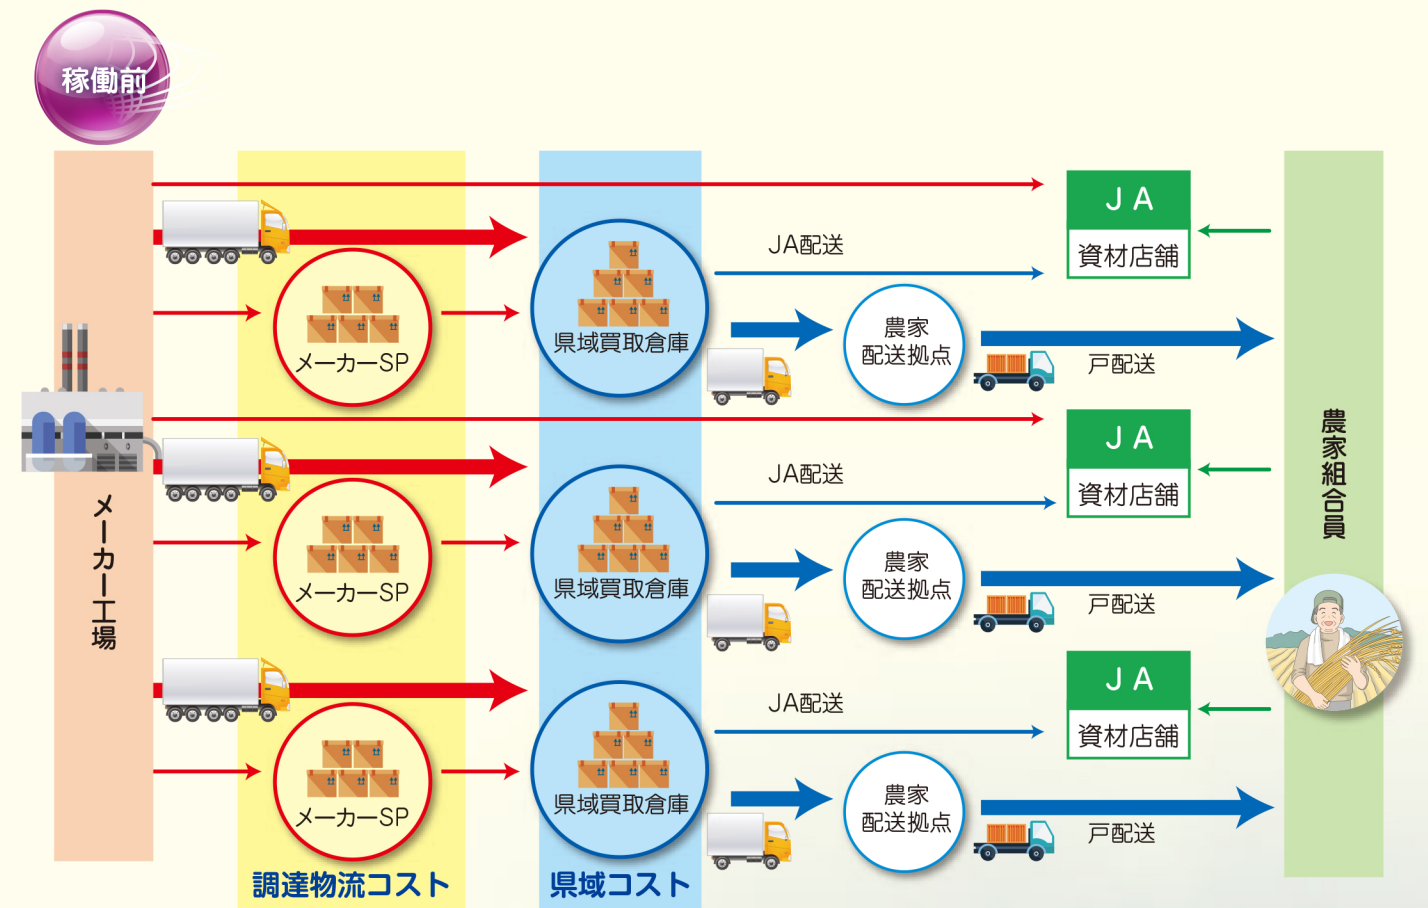 稼働前
メーカー工場
メーカーSP
県域買取倉庫
JA配送
農家
配送拠点
戸配送
JA
資材店舗
メーカーSP
県域買取倉庫
JA配送
農家
配送拠点
戸配送
JA
資材店舗
メーカーSP
県域買取倉庫
JA配送
農家
配送拠点
戸配送
JA
資材店舗
農家組合員
調達物流コスト
県域コスト